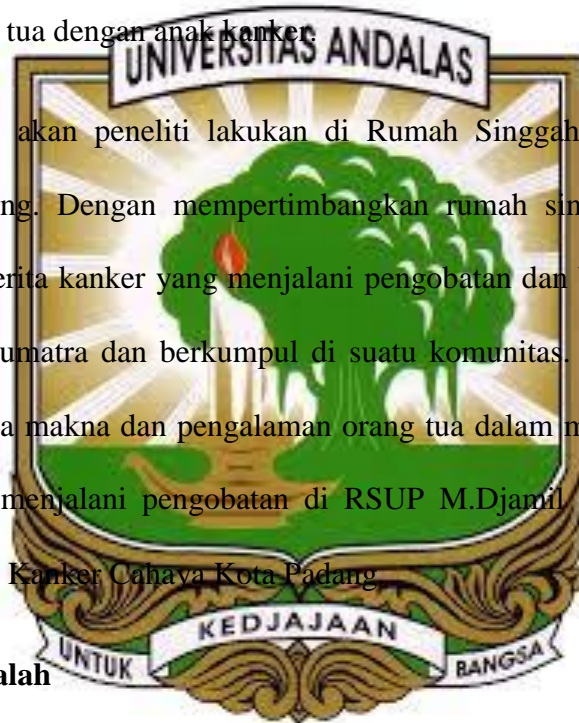 tua dengan anak kanker.
UNIVERSITAS ANDALAS
akan peneliti lakukan di Rumah Singgah
ng. Dengan mempertimbangkan rumah sin
erita kanker yang menjalani pengobatan dan
umatra dan berkumpul di suatu komunitas.
a makna dan pengalaman orang tua dalam m
menjalani pengobatan di RSUP M.Djamil
Kanker Cahaya Kota Padang
KEDJAJAAN
UNTUK BANGSA
alah